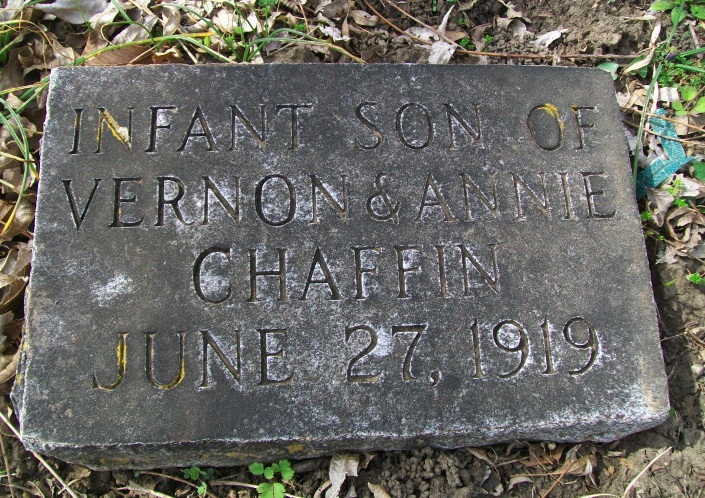 INFANT SON OF
VERNON & ANNIE
CHAFFIN
JUNE 27, 1919